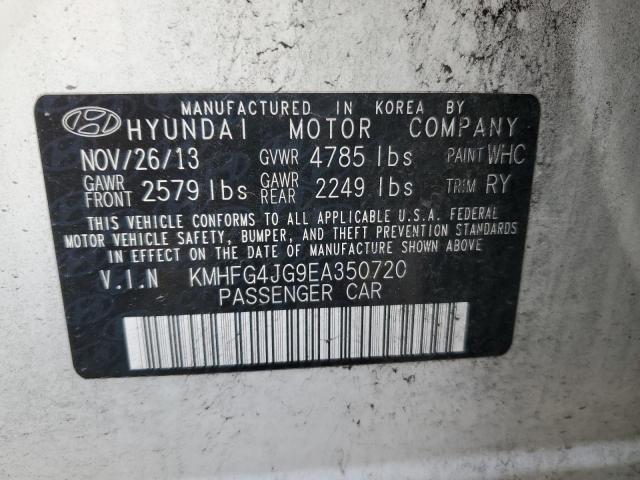 MANUFACTURED IN KOREA BY
HYUNDAI MOTOR COMPANY
NOV/26/13 GVWR 4785 lbs PAINT WHC
GAWR FRONT 2579 lbs GAWR REAR 2249 lbs TRIM RY
THIS VEHICLE CONFORMS TO ALL APPLICABLE U.S.A. FEDERAL
MOTOR VEHICLE SAFETY, BUMPER, AND THEFT PREVENTION STANDARDS
IN EFFECT ON THE DATE OF MANUFACTURE SHOWN ABOVE.
V.I.N KMHFG4JG9EA350720
PASSENGER CAR